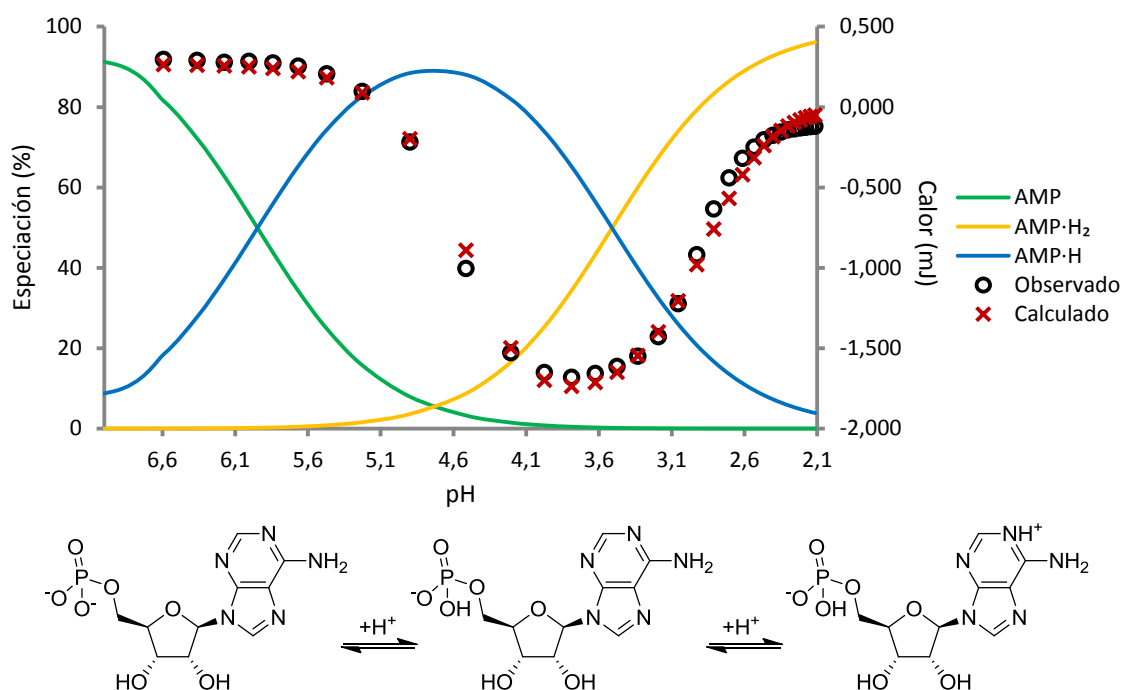 100
80
60
40
20
0
Especiación (%)
0,500
0,000
-0,500
-1,000
-1,500
-2,000
Calor (mJ)
6,6 6,1 5,6 5,1 4,6 4,1 3,6 3,1 2,6 2,1
pH
AMP
AMP·H₂
AMP·H
Observado
Calculado
O
P
-O
O-
O
O
HO
OH
N
N
N
N
NH2
+H+
O
P
-O
OH
O
O
HO
OH
N
N
N
N
NH2
+H+
O
P
-O
OH
O
O
HO
OH
N
NH+
N
N
NH2